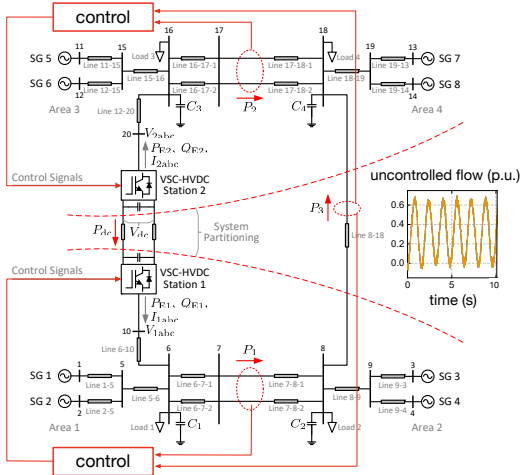 control
16
18
SG 5
11
Line 11-15
15
Load 3
Line 16-17-1
17
Line 17-18-1
Load 4
19
Line 19-13
13
SG 7
SG 6
12
Line 12-15
Line 15-16
Line 16-17-2
Line 17-18-2
Line 18-19
Line 19-14
14
SG 8
Area 3
Line 12-20
C3
P2
C4
Area 4
20
V2abc
PE2, QE2,
I2abc
Control Signals
VSC-HVDC
Station 2
uncontrolled flow (p.u.)
0.6
0.4
0.2
0.0
0
5
10
time (s)
P3
Pdc
Vdc
System
Partitioning
Line 8-18
Control Signals
VSC-HVDC
Station 1
PE1, QE1,
I1abc
10
V1abc
Line 6-10
6
7
P1
8
SG 1
1
Line 1-5
5
Line 6-7-1
Line 7-8-1
9
Line 9-3
3
SG 3
SG 2
2
Line 2-5
Line 5-6
Line 6-7-2
Line 7-8-2
Line 8-9
Line 9-4
4
SG 4
Area 1
Load 1
C1
C2
Load 2
Area 2
control